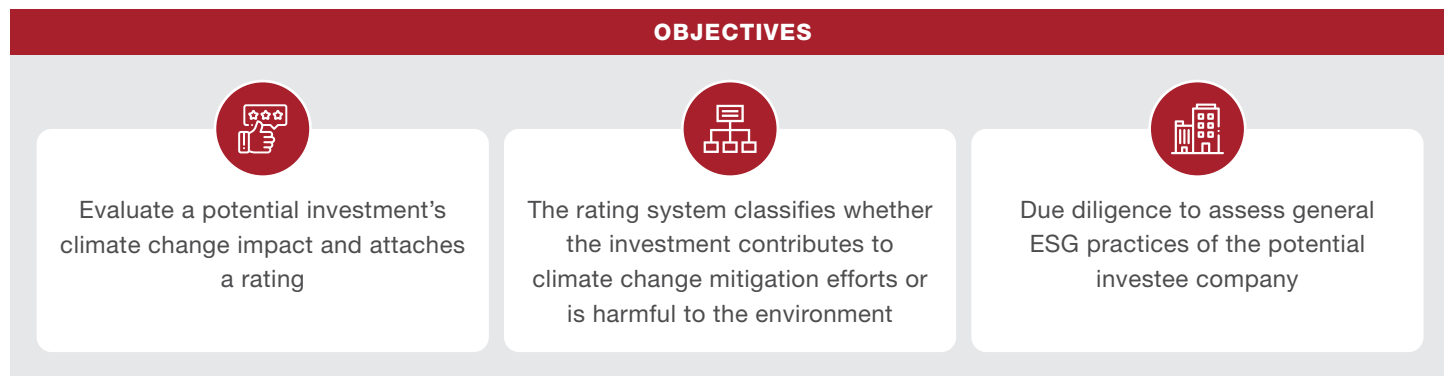 OBJECTIVES
Evaluate a potential investment’s
climate change impact and attaches
a rating
The rating system classifies whether
the investment contributes to
climate change mitigation efforts or
is harmful to the environment
Due diligence to assess general
ESG practices of the potential
investee company